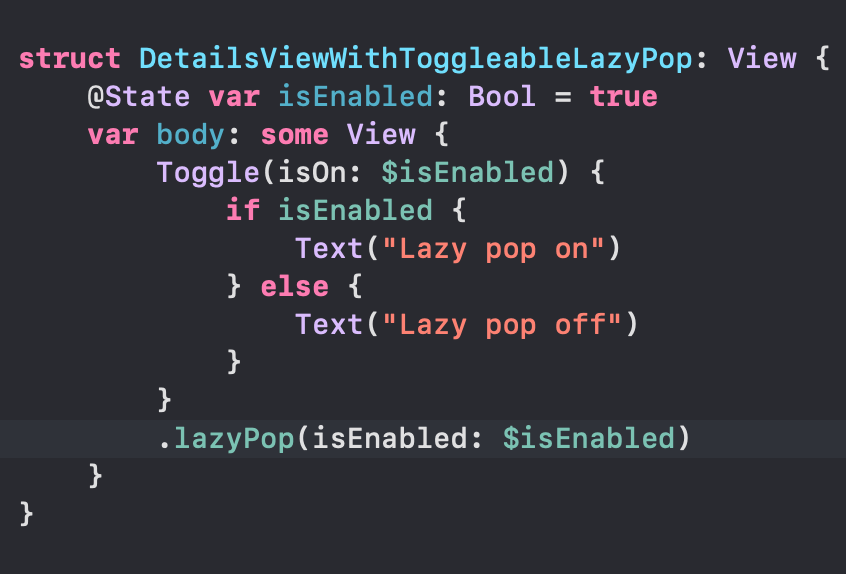 struct DetailsViewWithToggleableLazyPop: View {
    @State var isEnabled: Bool = true
    var body: some View {
        Toggle(isOn: $isEnabled) {
            if isEnabled {
                Text("Lazy pop on")
            } else {
                Text("Lazy pop off")
            }
        }
        .lazyPop(isEnabled: $isEnabled)
    }
}